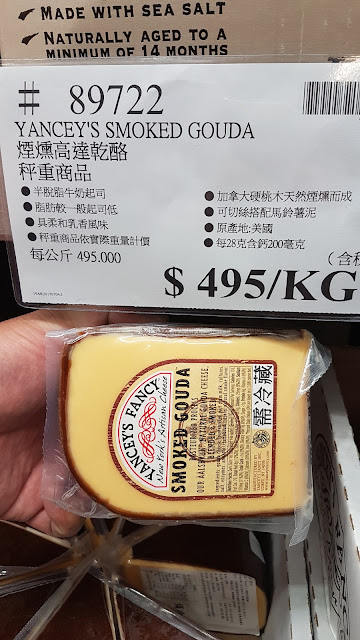 MADE WITH SEA SALT
NATURALLY AGED TO A
MINIMUM OF 14 MONTHS
# 89722
YANCEY'S SMOKED GOUDA
煙燻高達乾酪
秤重商品
● 半脫脂牛奶起司
● 脂肪較一般起司低
● 具柔和乳香風味
● 秤重商品依實際重量計價
● 加拿大硬桃木天然煙燻而成
● 可切絲搭配馬鈴薯泥
● 原產地:美國
● 每28克含鈣200毫克
每公斤 495.000
(含稅
$ 495/KG
YANCEY'S FANCY
New York's Artisan Cheese
SMOKED GOUDA
需冷藏